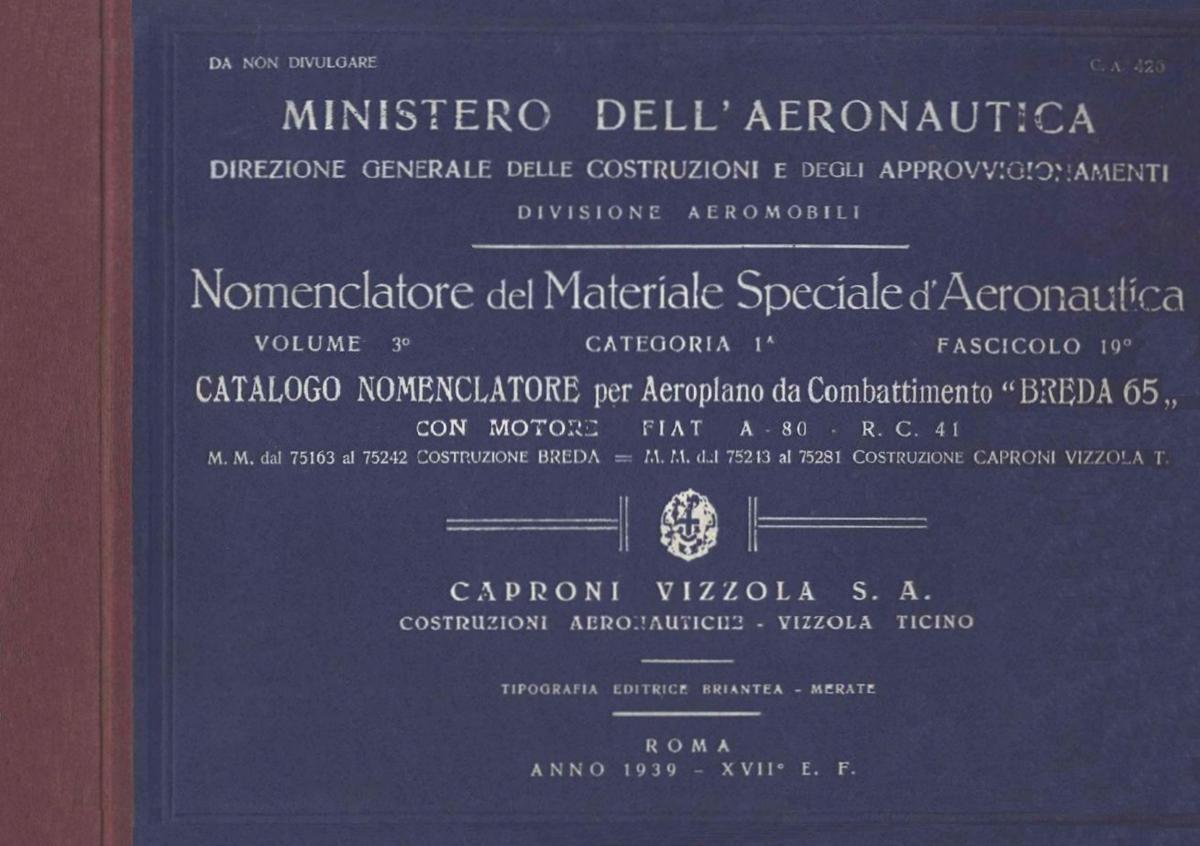 DA NON DIVULGARE
C. A. 420
MINISTERO DELL'AERONAUTICA
DIREZIONE GENERALE DELLE COSTRUZIONI E DEGLI APPROVVIGIONAMENTI
DIVISIONE AEROMOBILI
Nomenclatore del Materiale Speciale d'Aeronautica
VOLUME 3° CATEGORIA 1ᴬ FASCICOLO 19°
CATALOGO NOMENCLATORE per Aeroplano da Combattimento “BREDA 65„
CON MOTORE FIAT A - 80 - R. C. 41
M. M. dal 75163 al 75242 COSTRUZIONE BREDA = M. M. dal 75243 al 75281 COSTRUZIONE CAPRONI VIZZOLA T.
CAPRONI VIZZOLA S. A.
COSTRUZIONI AERONAUTICHE - VIZZOLA TICINO
TIPOGRAFIA EDITRICE BRIANTEA - MERATE
ROMA
ANNO 1939 - XVII° E. F.